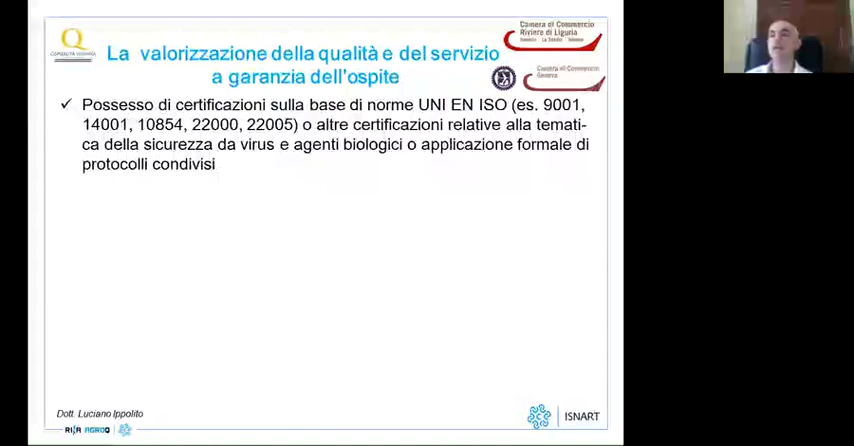 Q
CONSULTA VISIVAIA
Camera di Commercio
Riviere di Liguria
Imperia La Spezia Savona
La valorizzazione della qualità e del servizio
a garanzia dell'ospite
Camera di Commercio
Genova
✓ Possesso di certificazioni sulla base di norme UNI EN ISO (es. 9001,
14001, 10854, 22000, 22005) o altre certificazioni relative alla temati-
ca della sicurezza da virus e agenti biologici o applicazione formale di
protocolli condivisi
Dott. Luciano Ippolito
RINA AGROQ
ISNART